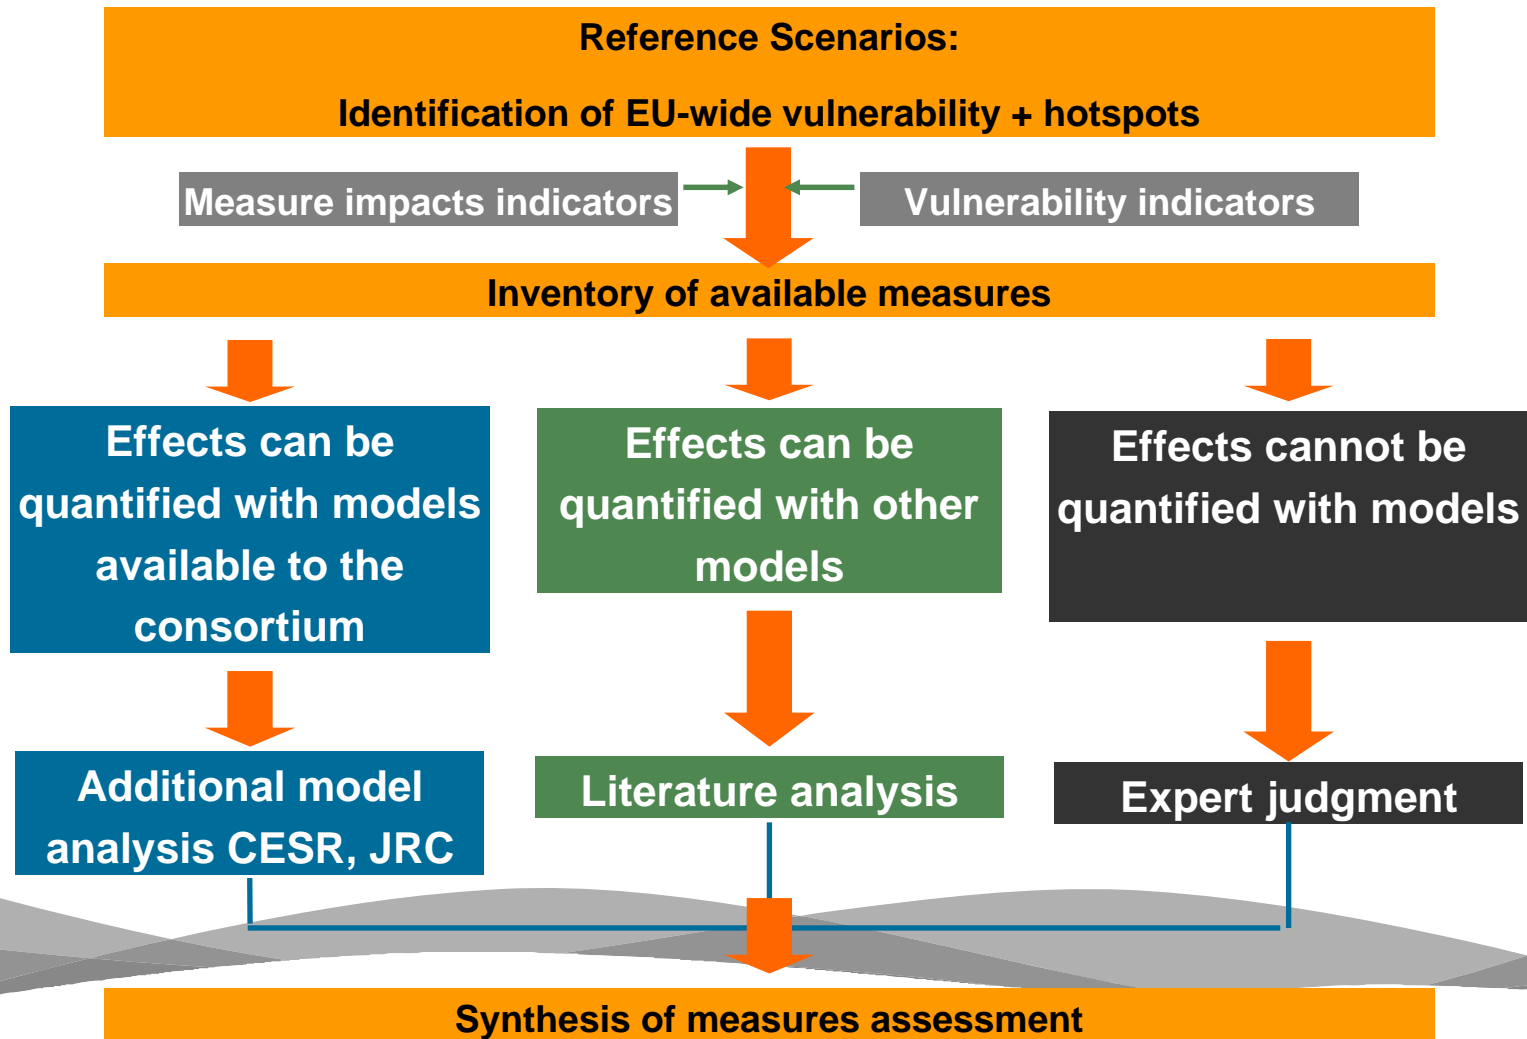 Reference Scenarios:
Identification of EU-wide vulnerability + hotspots
Measure impacts indicators
Vulnerability indicators
Inventory of available measures
Effects can be
quantified with models
available to the
consortium
Effects can be
quantified with other
models
Effects cannot be
quantified with models
Additional model
analysis CESR, JRC
Literature analysis
Expert judgment
Synthesis of measures assessment